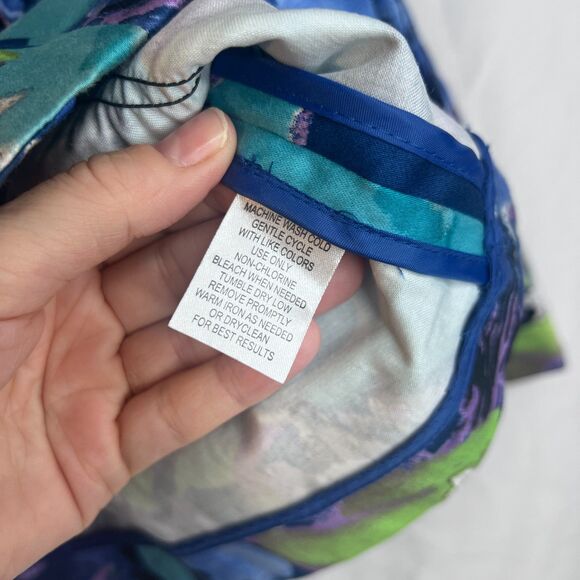 MACHINE WASH COLD
GENTLE CYCLE
WITH LIKE COLORS
USE ONLY
NON-CHLORINE
BLEACH WHEN NEEDED
TUMBLE DRY LOW
REMOVE PROMPTLY
WARM IRON AS NEEDED
OR DRYCLEAN
FOR BEST RESULTS